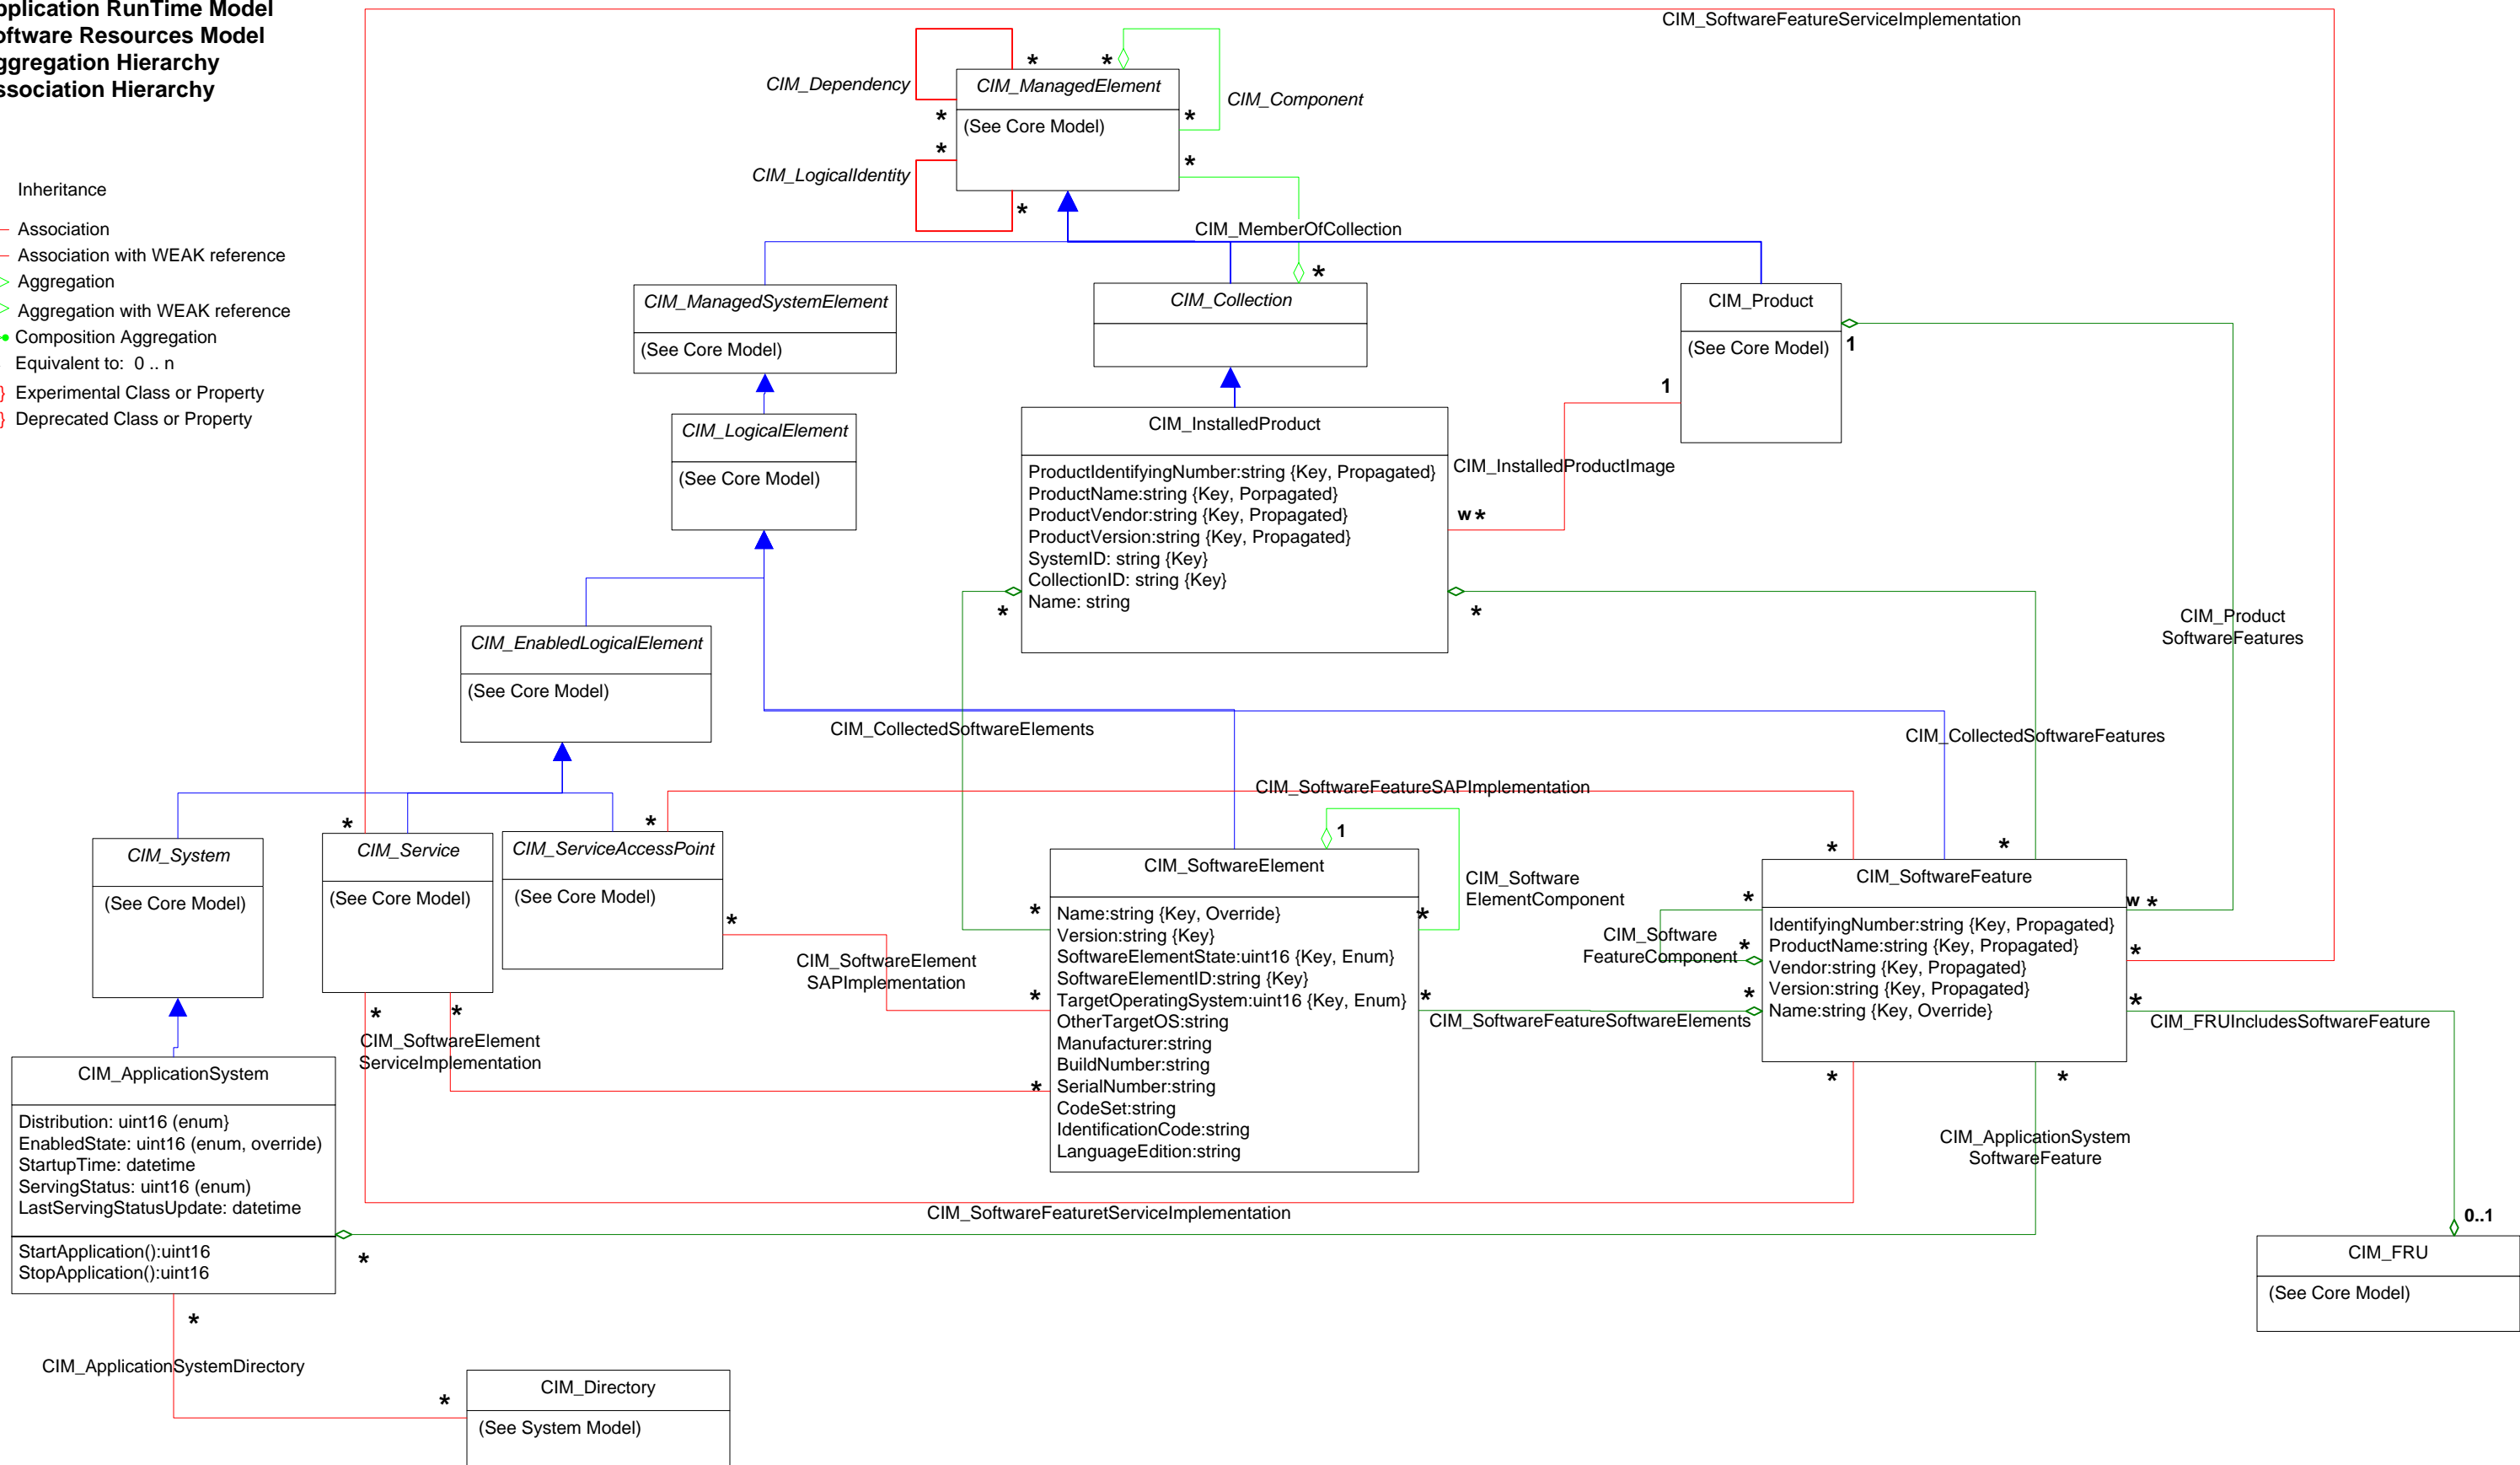 pplication RunTime Model
oftware Resources Model
ggregation Hierarchy
ssociation Hierarchy
Inheritance
Association
Association with WEAK reference
Aggregation
Aggregation with WEAK reference
Composition Aggregation
Equivalent to: 0 .. n
} Experimental Class or Property
} Deprecated Class or Property
CIM_SoftwareFeatureServiceImplementation
CIM_Dependency
*
*
CIM_ManagedElement
(See Core Model)
*
*
CIM_Component
*
*
CIM_LogicalIdentity
*
CIM_MemberOfCollection
*
CIM_ManagedSystemElement
(See Core Model)
CIM_Collection
CIM_Product
(See Core Model)
1
1
CIM_LogicalElement
(See Core Model)
CIM_InstalledProduct
ProductIdentifyingNumber:string {Key, Propagated}
ProductName:string {Key, Porpagated}
ProductVendor:string {Key, Propagated}
ProductVersion:string {Key, Propagated}
SystemID: string {Key}
CollectionID: string {Key}
Name: string
CIM_InstalledProductImage
w *
*
*
CIM_Product
SoftwareFeatures
CIM_EnabledLogicalElement
(See Core Model)
CIM_CollectedSoftwareElements
CIM_CollectedSoftwareFeatures
CIM_SoftwareFeatureSAPImplementation
*
*
CIM_System
(See Core Model)
CIM_Service
(See Core Model)
CIM_ServiceAccessPoint
(See Core Model)
*
1
CIM_SoftwareElement
Name:string {Key, Override}
Version:string {Key}
SoftwareElementState:uint16 {Key, Enum}
SoftwareElementID:string {Key}
TargetOperatingSystem:uint16 {Key, Enum}
OtherTargetOS:string
Manufacturer:string
BuildNumber:string
SerialNumber:string
CodeSet:string
IdentificationCode:string
LanguageEdition:string
*
*
*
*
*
CIM_Software
ElementComponent
*
*
CIM_SoftwareFeature
IdentifyingNumber:string {Key, Propagated}
ProductName:string {Key, Propagated}
Vendor:string {Key, Propagated}
Version:string {Key, Propagated}
Name:string {Key, Override}
*
*
*
w *
*
*
CIM_Software
FeatureComponent
CIM_SoftwareElement
SAPImplementation
CIM_SoftwareFeatureSoftwareElements
CIM_FRUIncludesSoftwareFeature
*
*
CIM_SoftwareElement
ServiceImplementation
*
*
CIM_ApplicationSystem
Distribution: uint16 (enum}
EnabledState: uint16 (enum, override)
StartupTime: datetime
ServingStatus: uint16 (enum)
LastServingStatusUpdate: datetime
StartApplication():uint16
StopApplication():uint16
CIM_ApplicationSystem
SoftwareFeature
CIM_SoftwareFeaturetServiceImplementation
*
0..1
CIM_FRU
(See Core Model)
*
CIM_ApplicationSystemDirectory
*
CIM_Directory
(See System Model)